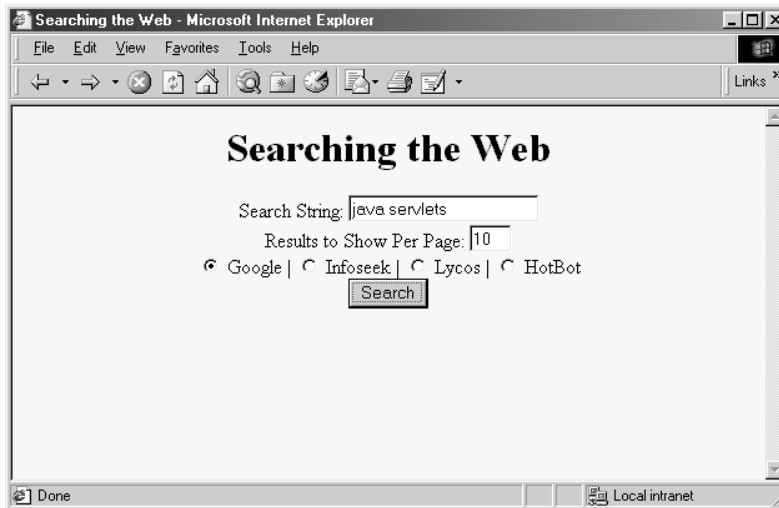 Searching the Web - Microsoft Internet Explorer
File Edit View Favorites Tools Help
Links »
Searching the Web
Search String: java servlets
Results to Show Per Page: 10
Google | Infoseek | Lycos | HotBot
Search
Done
Local intranet